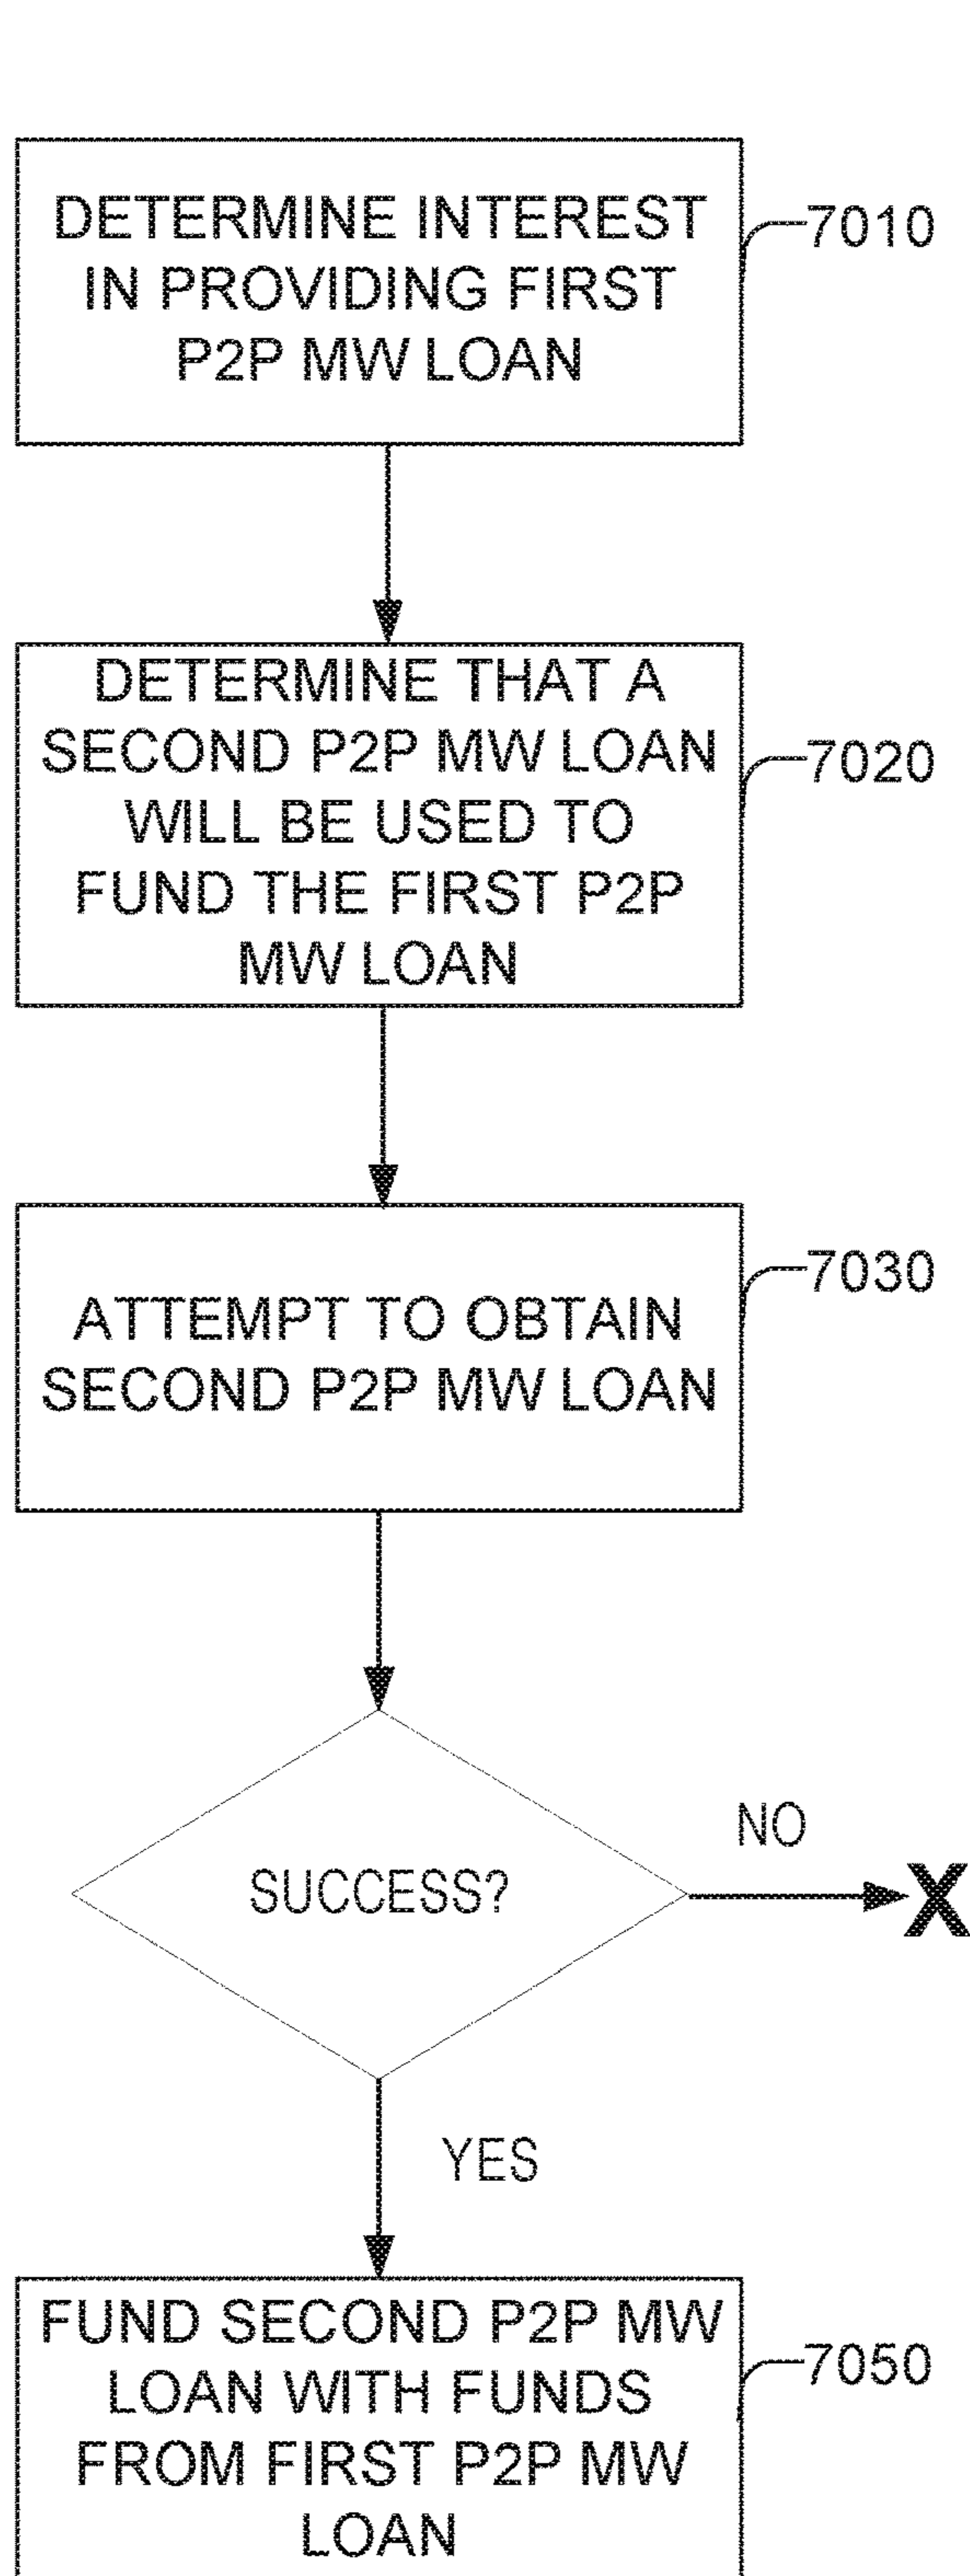 DETERMINE INTEREST
IN PROVIDING FIRST
P2P MW LOAN
7010
DETERMINE THAT A
SECOND P2P MW LOAN
WILL BE USED TO
FUND THE FIRST P2P
MW LOAN
7020
ATTEMPT TO OBTAIN
SECOND P2P MW LOAN
7030
SUCCESS?
NO
X
YES
FUND SECOND P2P MW
LOAN WITH FUNDS
FROM FIRST P2P MW
LOAN
7050